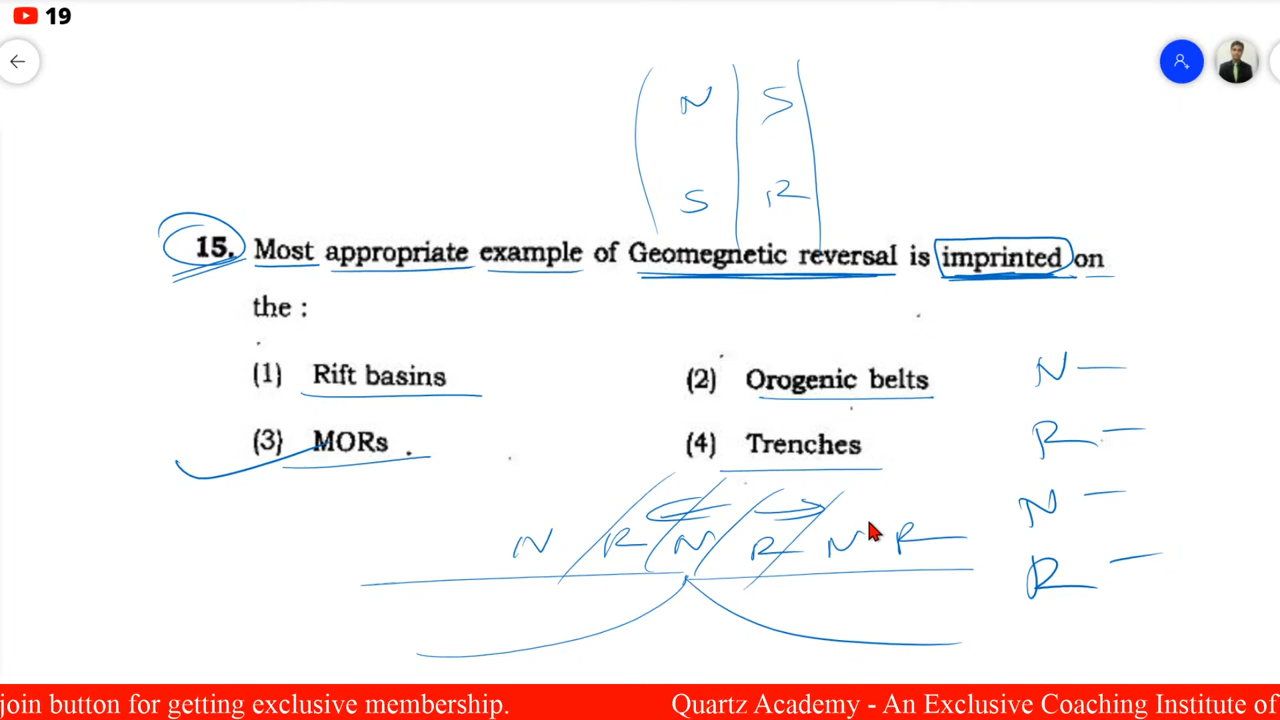 19
N S
S R
15. Most appropriate example of Geomegnetic reversal is imprinted on
the :
(1) Rift basins
(2) Orogenic belts
(3) MORs .
(4) Trenches
N R N R N R
N –
R –
N –
R –
join button for getting exclusive membership.
Quartz Academy - An Exclusive Coaching Institute of